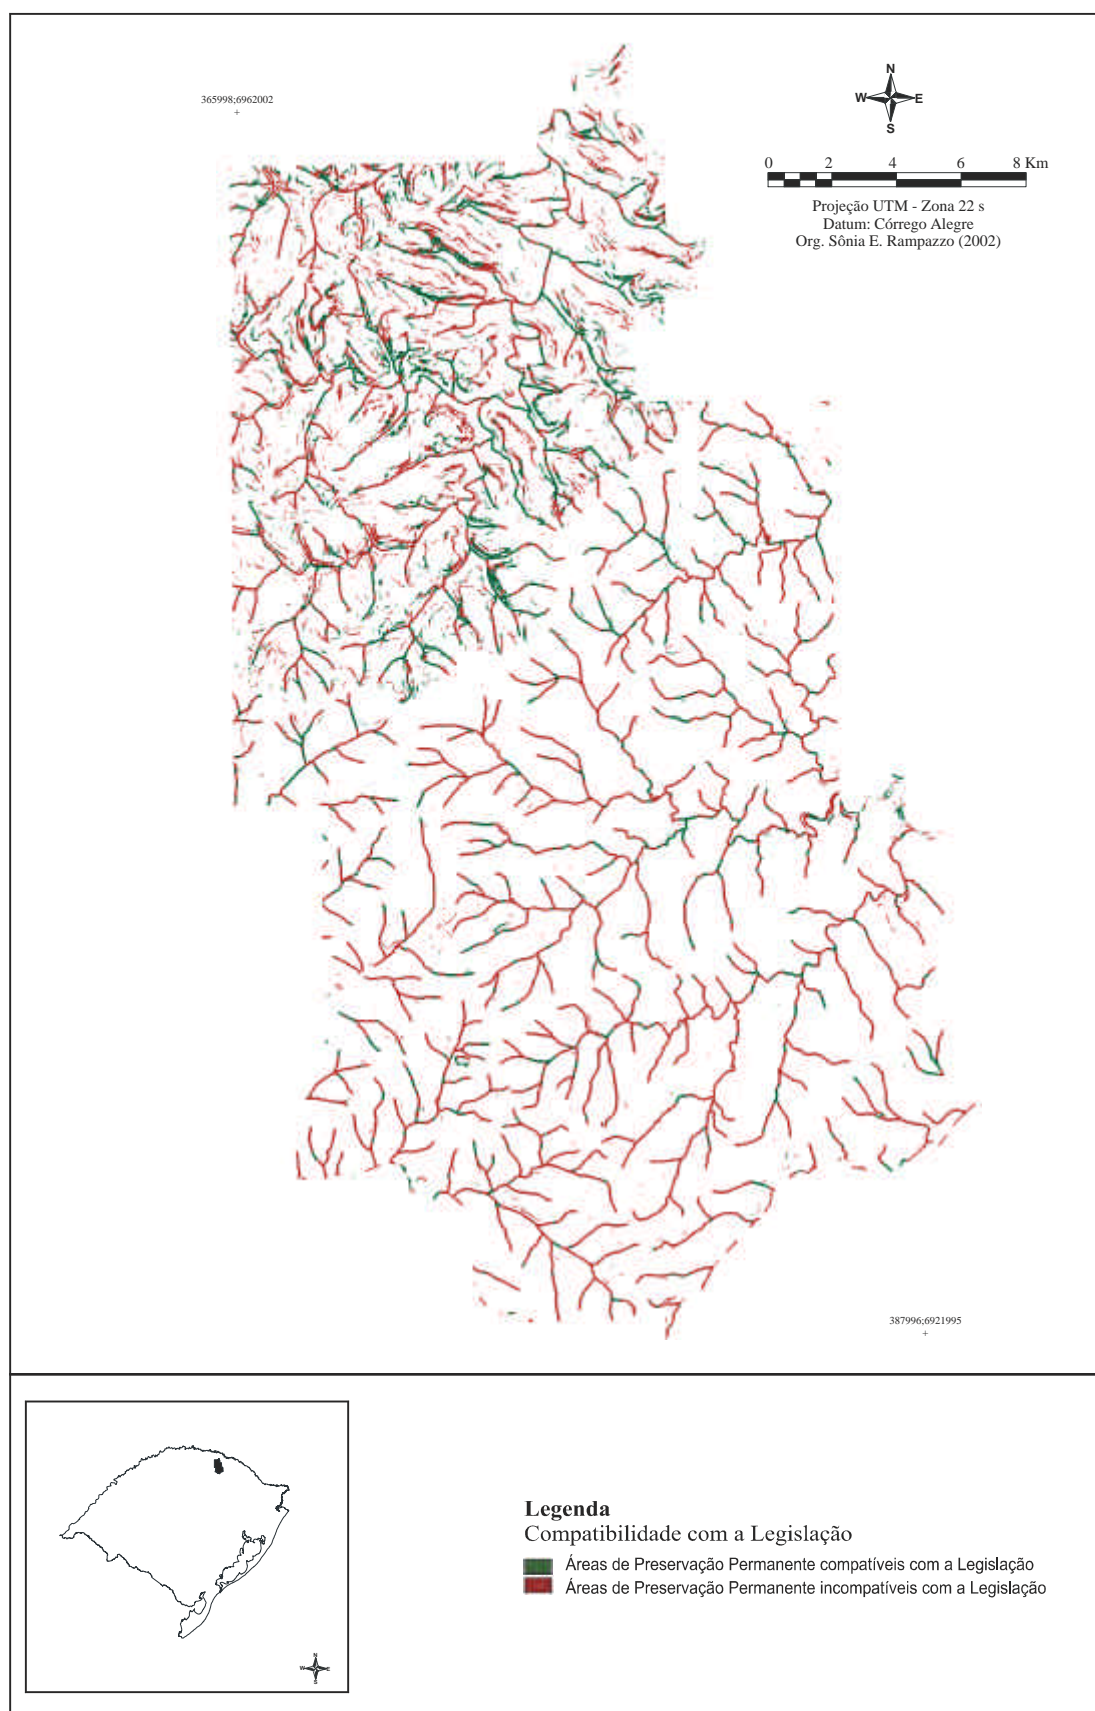 365998;6962002
N
W E
S
0 2 4 6 8 Km
Projeção UTM - Zona 22 s
Datum: Córrego Alegre
Org. Sônia E. Rampazzo (2002)
387996;6921995
N
W E
S
Legenda
Compatibilidade com a Legislação
Áreas de Preservação Permanente compatíveis com a Legislação
Áreas de Preservação Permanente incompatíveis com a Legislação